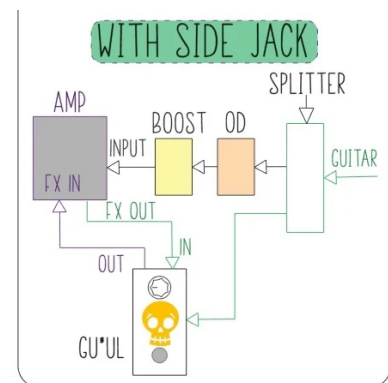 WITH SIDE JACK
SPLITTER
AMP
BOOST OD
INPUT
GUITAR
FX IN
FX OUT
IN
OUT
GU'UL